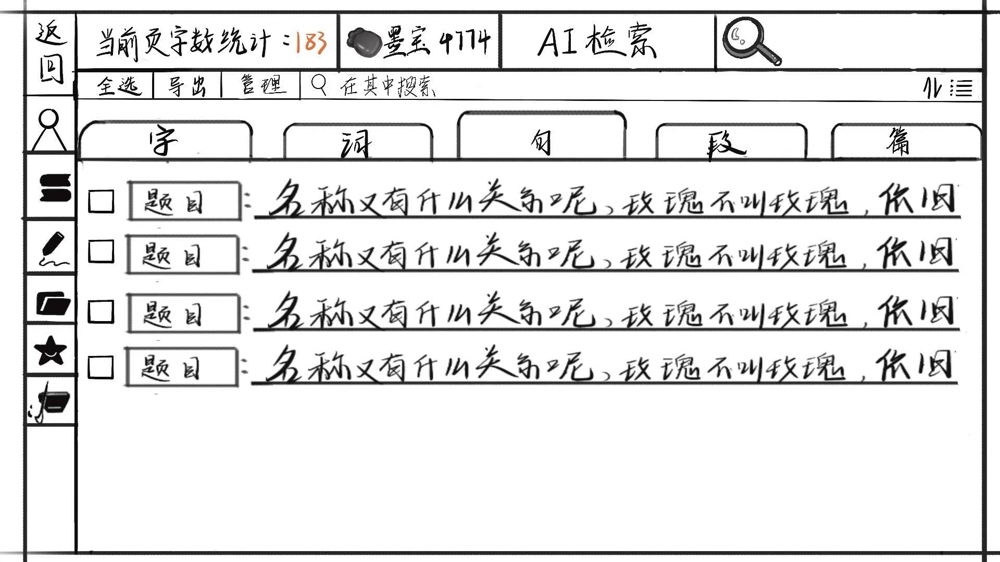 返回
当前页字数统计：183
墨宝 4774
AI 检索
全选 导出 管理 在其中搜索
字 词 句 段 篇
题目：名称又有什么关系呢、玫瑰不叫玫瑰，依旧
题目：名称又有什么关系呢、玫瑰不叫玫瑰，依旧
题目：名称又有什么关系呢、玫瑰不叫玫瑰，依旧
题目：名称又有什么关系呢、玫瑰不叫玫瑰，依旧